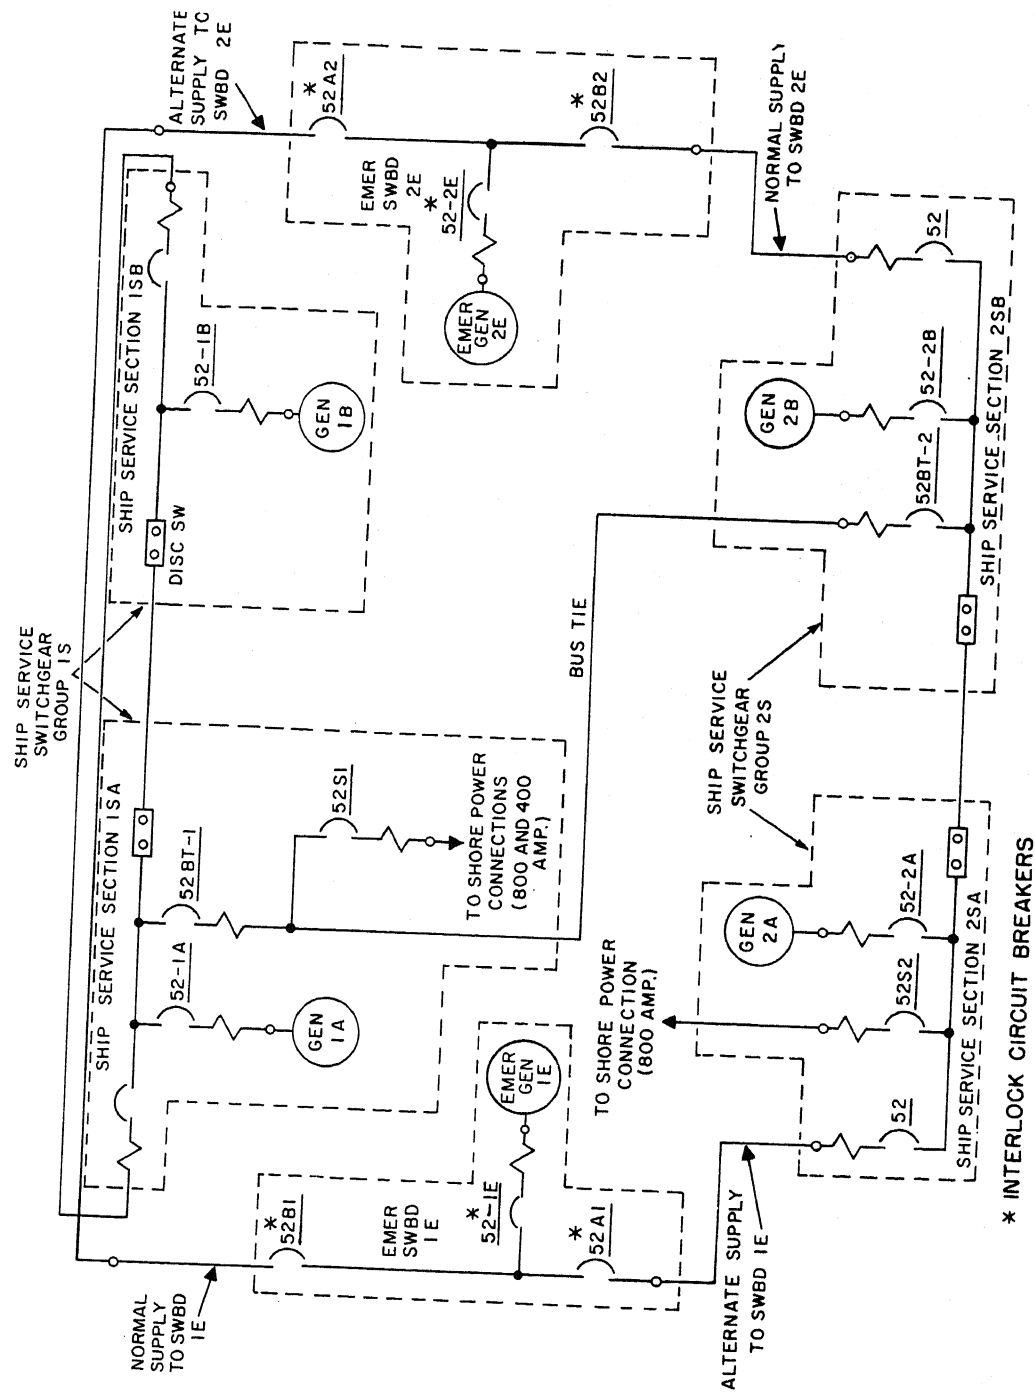 ALTERNATE
SUPPLY TO
SWBD 2E
*
52A2
*
52B2
EMER
SWBD
2E
*
52-2E
EMER
GEN
2E
NORMAL SUPPLY
TO SWBD 2E
SHIP SERVICE SECTION 1SB
52-1B
GEN
1B
DISC SW
52
52-2B
GEN
2B
52BT-2
SHIP SERVICE SECTION 2SB
SHIP SERVICE
SWITCHGEAR
GROUP 1S
BUS TIE
SHIP SERVICE
SWITCHGEAR
GROUP 2S
SHIP SERVICE SECTION 1SA
52BT-1
52S1
TO SHORE POWER
CONNECTIONS
(800 AND 400
AMP.)
52-1A
GEN
1A
GEN
2A
52-2A
52S2
TO SHORE POWER
CONNECTION
(800 AMP.)
52
SHIP SERVICE SECTION 2SA
EMER
GEN
1E
*
52B1
EMER
SWBD
1E
*
52-1E
*
52A1
NORMAL
SUPPLY
TO SWBD
1E
ALTERNATE SUPPLY
TO SWBD 1E
* INTERLOCK CIRCUIT BREAKERS